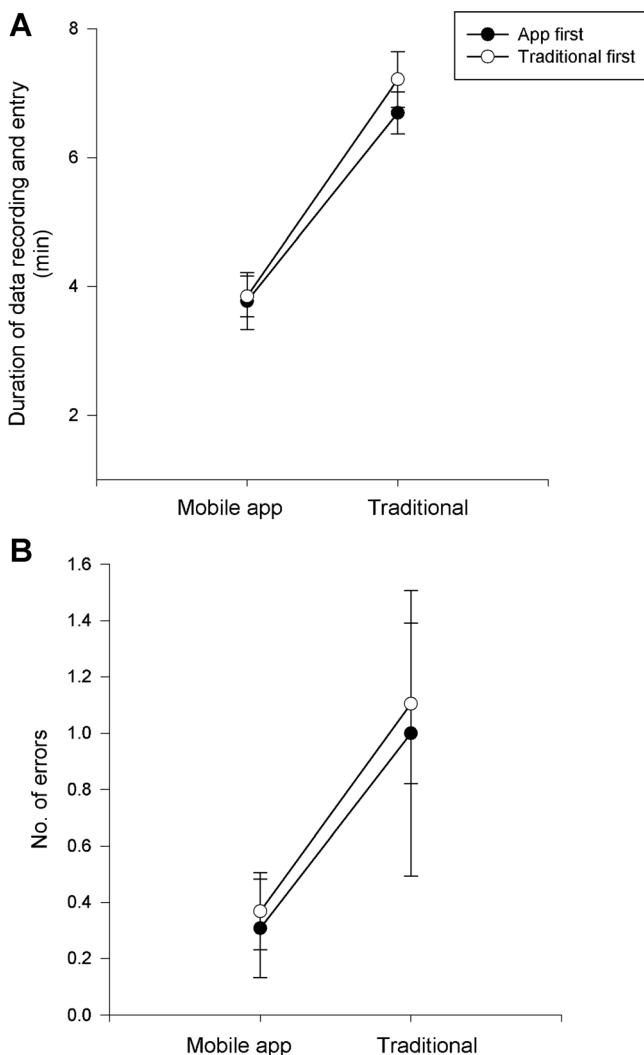 A
8
6
4
2
Duration of data recording and entry
(min)
App first
Traditional first
Mobile app
Traditional
B
1.6
1.4
1.2
1.0
0.8
0.6
0.4
0.2
0.0
No. of errors
Mobile app
Traditional